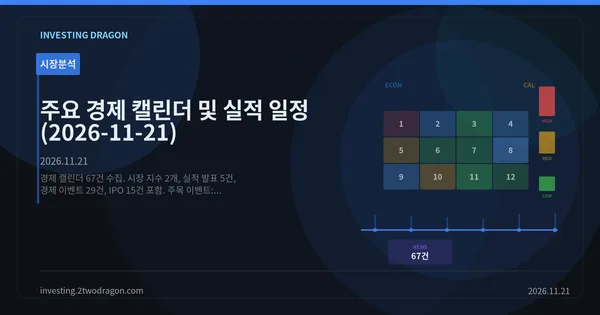 INVESTING DRAGON
시장분석
주요 경제 캘린더 및 실적 일정
(2026-11-21)
2026.11.21
경제 캘린더 67건 수집. 시장 지수 2개, 실적 발표 5건,
경제 이벤트 29건, IPO 15건 포함. 주목 이벤트:...
ECON
CAL
1 2 3 4
5 6 7 8
9 10 11 12
HIGH
MED
LOW
NEWS
67건
investing.2twodragon.com
2026.11.21